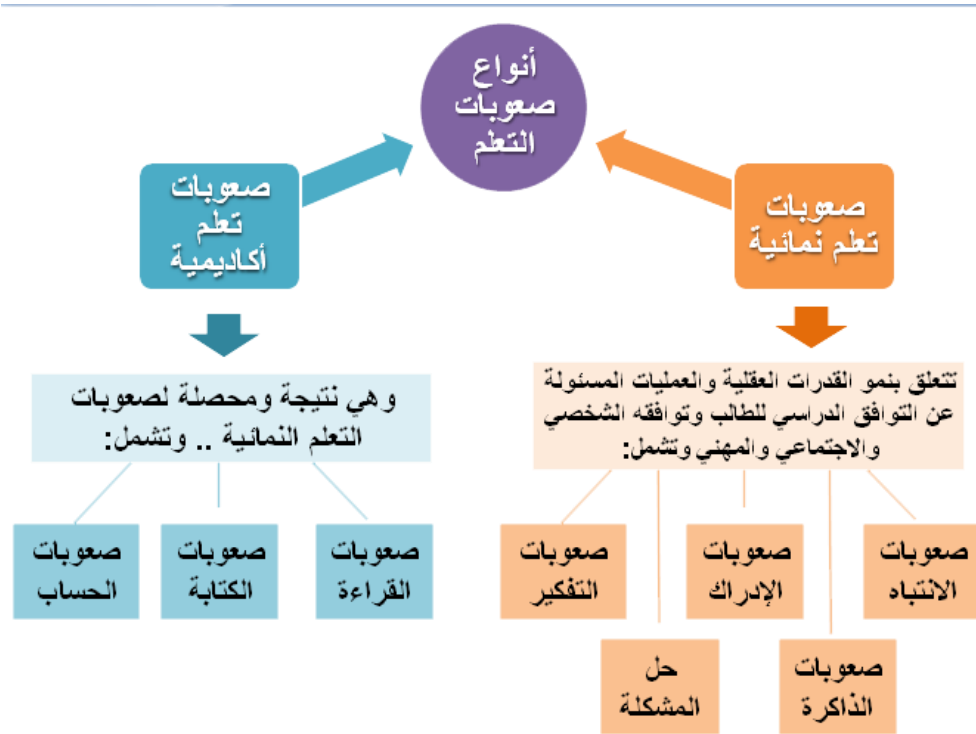 أنواع
صعوبات
التعلم
صعوبات
تعلم نمائية
صعوبات
تعلم
أكاديمية
تتعلق بنمو القدرات العقلية والعمليات المسئولة
عن التوافق الدراسي للطالب وتوافقه الشخصي
والاجتماعي والمهني وتشمل:
وهي نتيجة ومحصلة لصعوبات
التعلم النمائية .. وتشمل:
صعوبات
الانتباه
صعوبات
الذاكرة
صعوبات
الإدراك
حل
المشكلة
صعوبات
التفكير
صعوبات
القراءة
صعوبات
الكتابة
صعوبات
الحساب